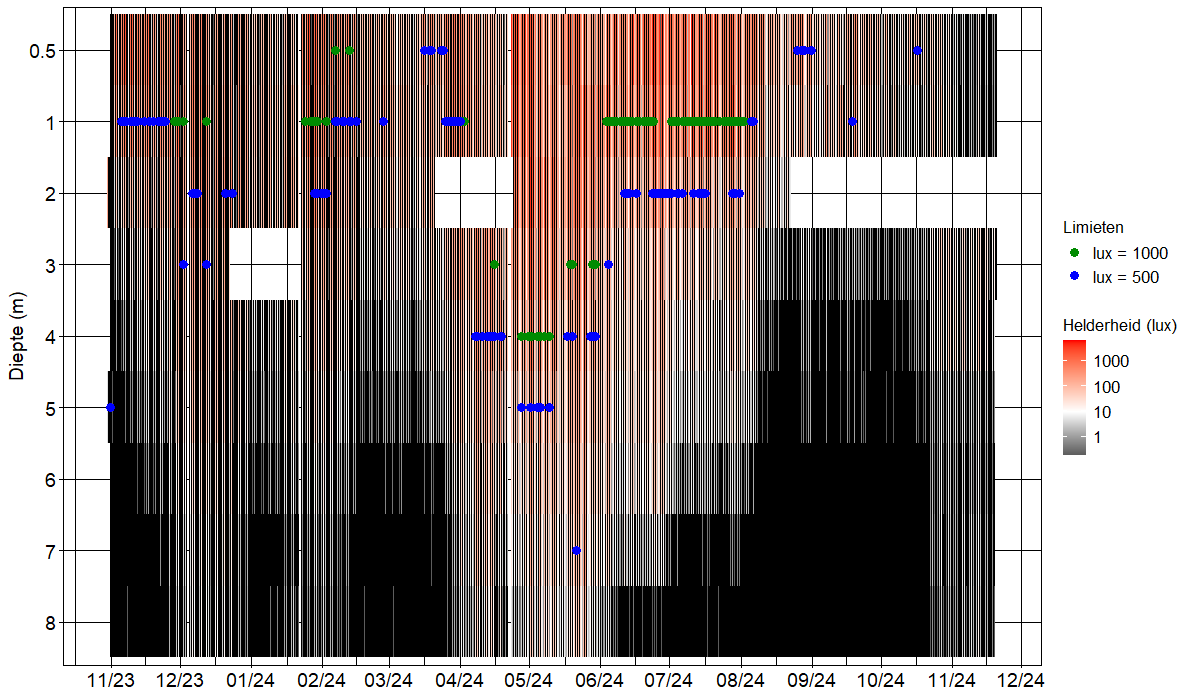 Diepte (m)
0.5
1
2
3
4
5
6
7
8
11/23 12/23 01/24 02/24 03/24 04/24 05/24 06/24 07/24 08/24 09/24 10/24 11/24 12/24
Limieten
lux = 1000
lux = 500
Helderheid (lux)
1000
100
10
1